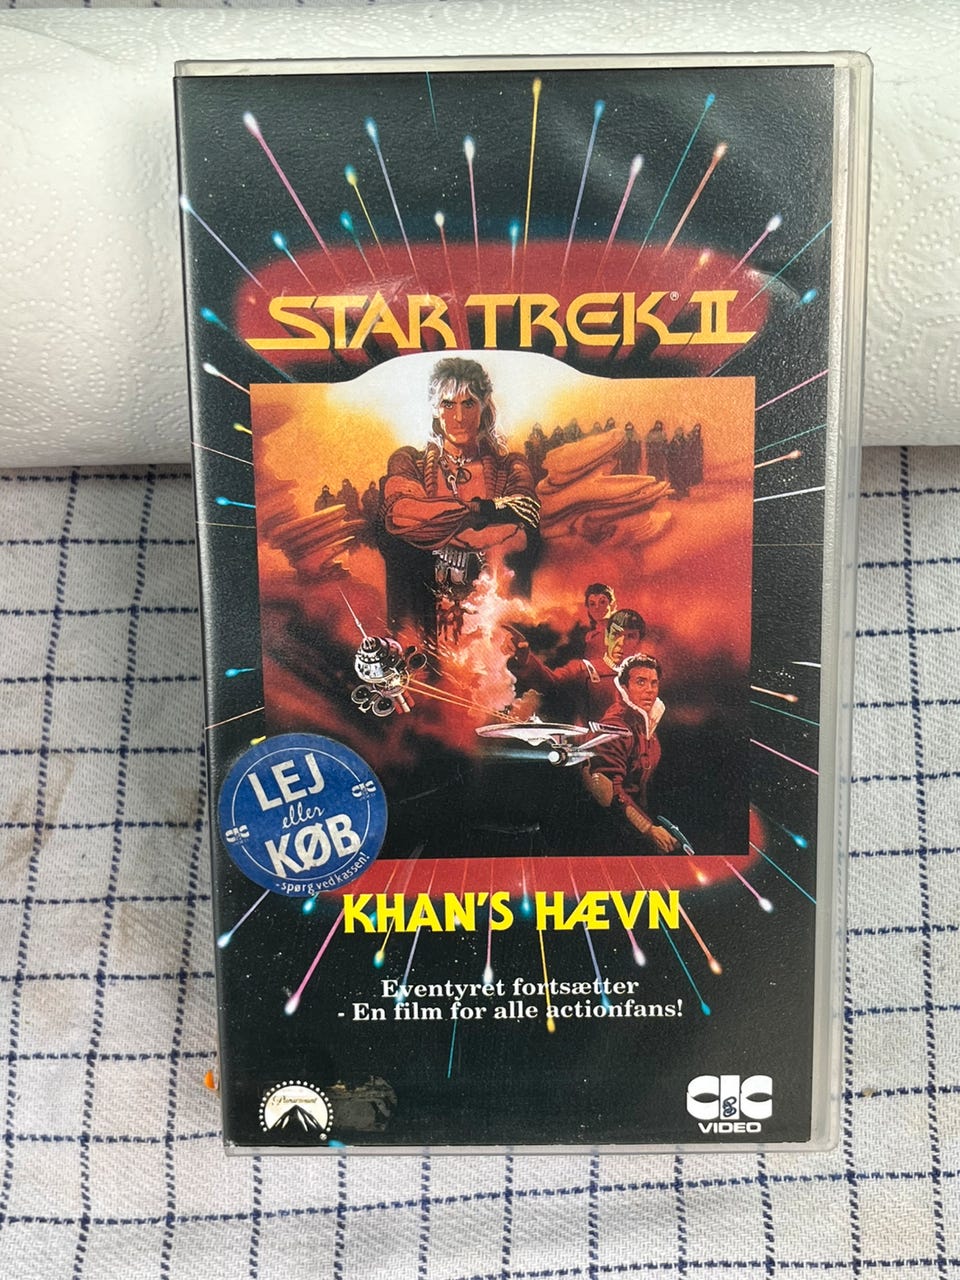 STAR TREK® II
LEJ
eller
KØB
- spørg ved kassen!
KHAN'S HÆVN
Eventyret fortsætter
- En film for alle actionfans!
Paramount
®
CIC
VIDEO